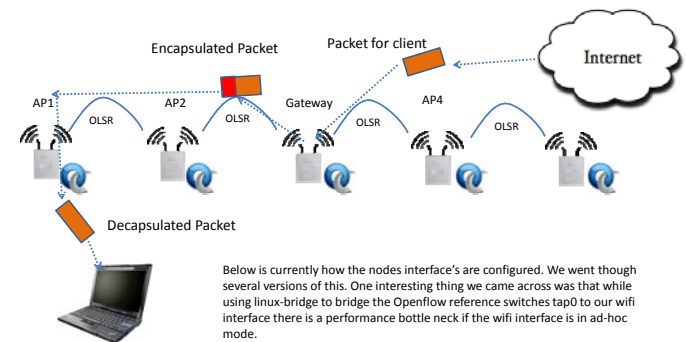 Encapsulated Packet
Packet for client
Internet
AP1
AP2
Gateway
AP4
OLSR
OLSR
OLSR
OLSR
Decapsulated Packet
Below is currently how the nodes interface's are configured. We went though
several versions of this. One interesting thing we came across was that while
using linux-bridge to bridge the Openflow reference switches tap0 to our wifi
interface there is a performance bottle neck if the wifi interface is in ad-hoc
mode.